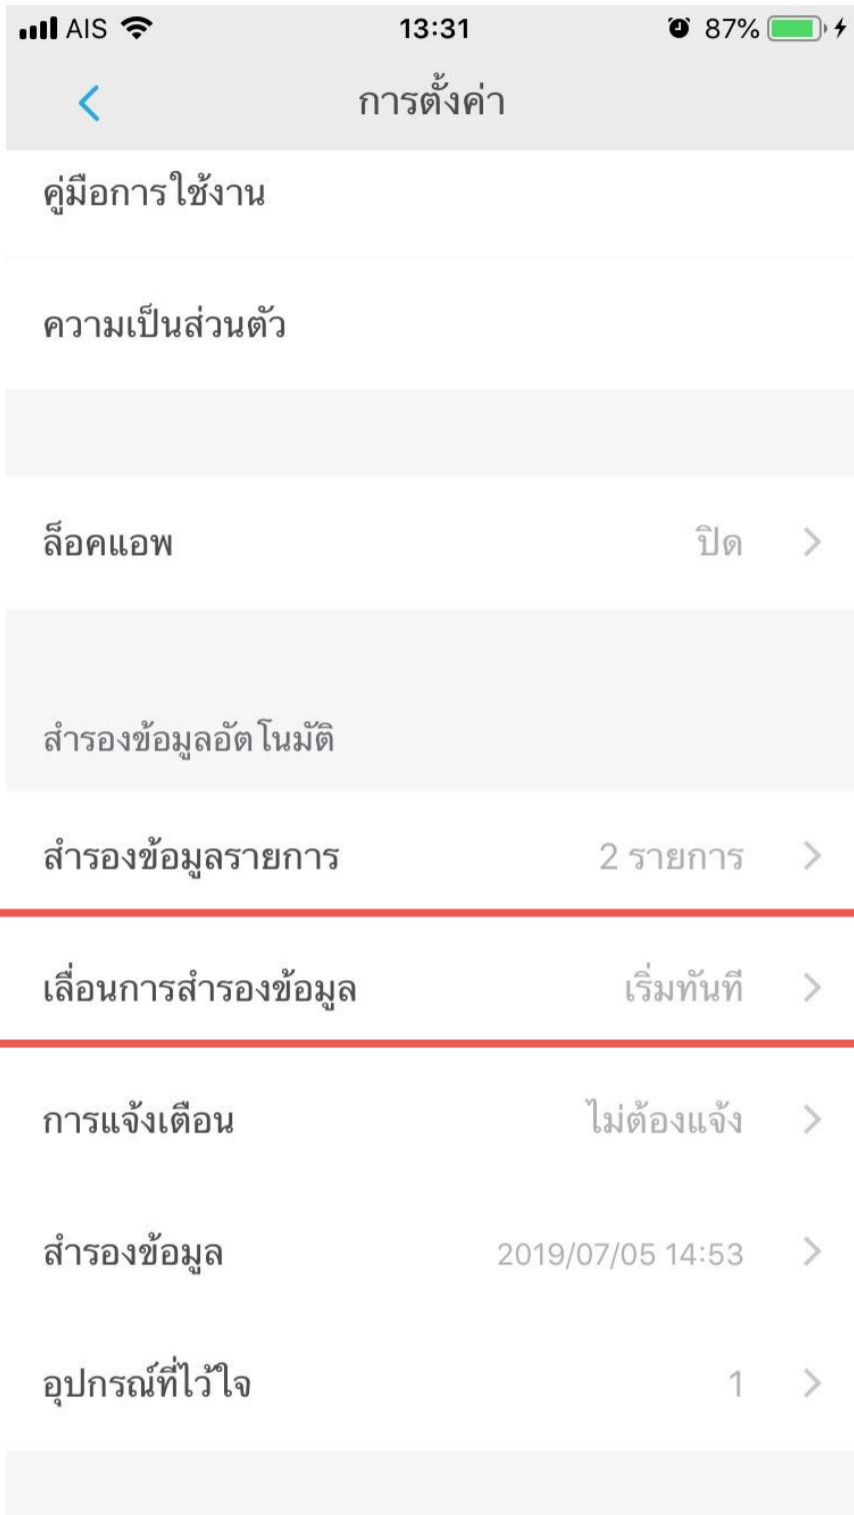 AIS 13:31 87%
การตั้งค่า
คู่มือการใช้งาน
ความเป็นส่วนตัว
ล็อคแอพ ปิด
สำรองข้อมูลอัตโนมัติ
สำรองข้อมูลรายการ 2 รายการ
เลื่อนการสำรองข้อมูล เริ่มทันที
การแจ้งเตือน ไม่ต้องแจ้ง
สำรองข้อมูล 2019/07/05 14:53
อุปกรณ์ที่ไว้ใจ 1